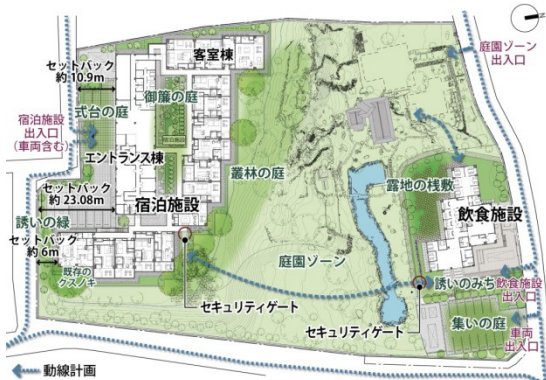 N
客室棟
セットバック
約 10.9m
御簾の庭
式台の庭
宿泊施設
出入口
(車両含む)
エントランス棟
叢林の庭
セットバック
約 23.08m
宿泊施設
誘いの緑
セットバック
約 6m
既存の
クスノキ
セキュリティゲート
庭園ゾーン
出入口
露地の桟敷
飲食施設
庭園ゾーン
誘いのみち
飲食施設
出入口
セキュリティゲート
集いの庭
車両
出入口
動線計画